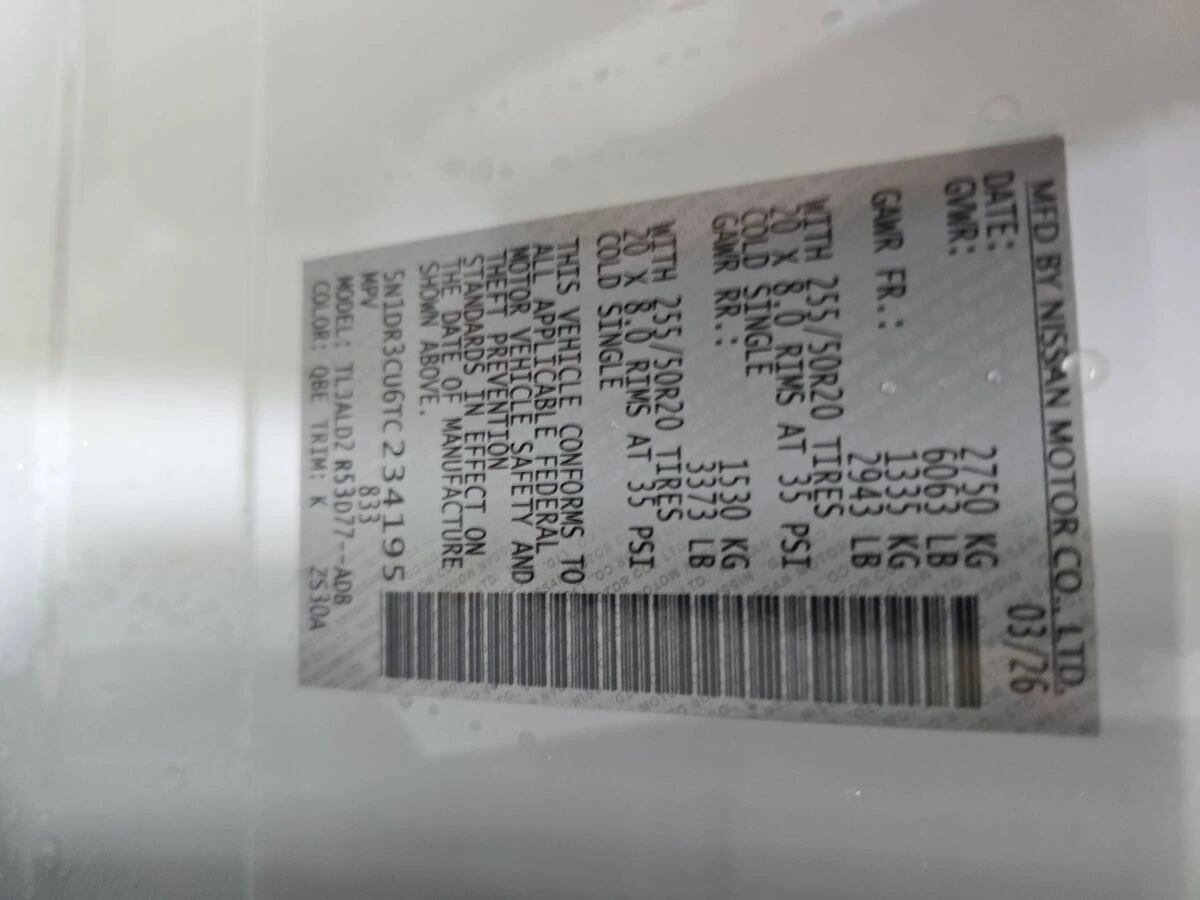 MFD BY NISSAN MOTOR CO., LTD.
DATE: 03/26
GVWR: 2750 KG
6063 LB
GAWR FR.: 1335 KG
2943 LB
WITH 255/50R20 TIRES
20 X 8.0 RIMS AT 35 PSI
COLD SINGLE
GAWR RR.: 1530 KG
3373 LB
WITH 255/50R20 TIRES
20 X 8.0 RIMS AT 35 PSI
COLD SINGLE
THIS VEHICLE CONFORMS TO
ALL APPLICABLE FEDERAL
MOTOR VEHICLE SAFETY AND
THEFT PREVENTION
STANDARDS IN EFFECT ON
THE DATE OF MANUFACTURE
SHOWN ABOVE.
5N1DR3CU6TC234195
MPV 833
MODEL: TLJALD2 R53D77--ADB
COLOR: QBE TRIM: K 2S30A